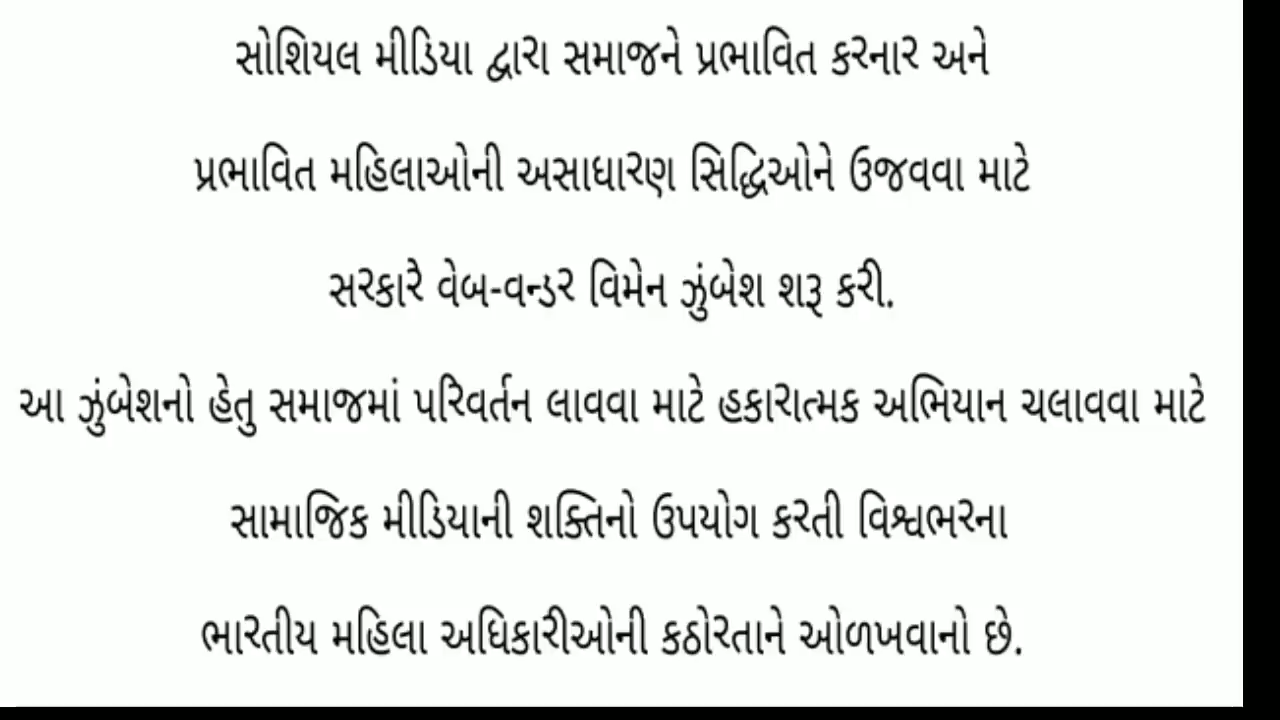 સોશિયલ મીડિયા દ્વારા સમાજને પ્રભાવિત કરનાર અને
પ્રભાવિત મહિલાઓની અસાધારણ સિદ્ધિઓને ઉજવવા માટે
સરકારે વેબ-વન્ડર વિમેન ઝુંબેશ શરૂ કરી.
આ ઝુંબેશનો હેતુ સમાજમાં પરિવર્તન લાવવા માટે હકારાત્મક અભિયાન ચલાવવા માટે
સામાજિક મીડિયાની શક્તિનો ઉપયોગ કરતી વિશ્વભરના
ભારતીય મહિલા અધિકારીઓની કઠોરતાને ઓળખવાનો છે.